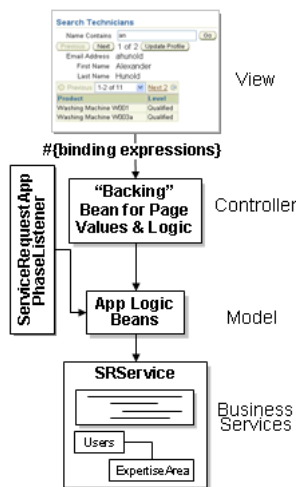 Search Technicians
Name Contains an Go
Previous Next 1 of 2 Update Profile
Email Address ahunold
First Name Alexander
Last Name Hunold
Previous 1-2 of 11 Next 2
Product Level
Washing Machine W001 Qualified
Washing Machine W003a Qualified
View
#{binding expressions}
"Backing"
Bean for Page
Values & Logic
Controller
ServiceRequest App
PhaseListener
App Logic
Beans
Model
SRService
Users
ExpertiseArea
Business
Services